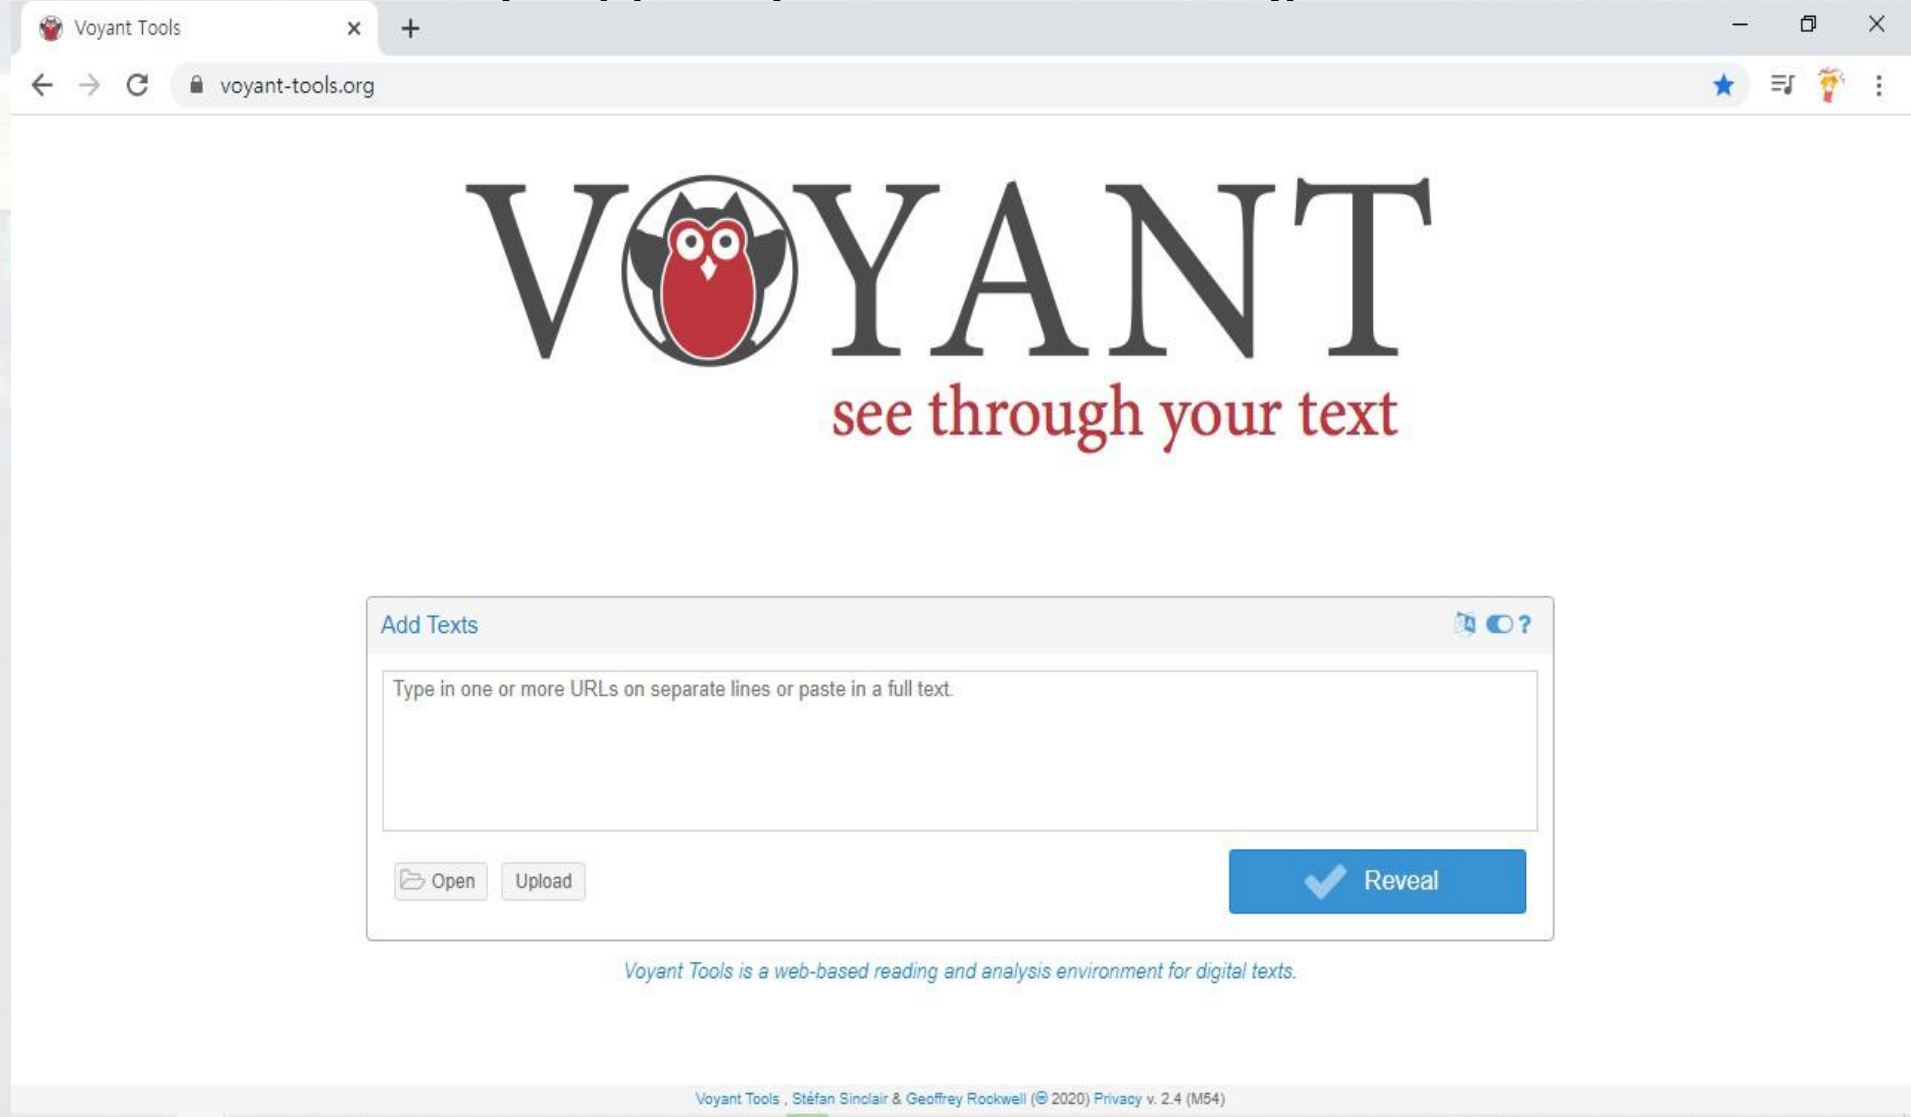 Voyant Tools
voyant-tools.org
VOYANT
see through your text
Add Texts
?
Type in one or more URLs on separate lines or paste in a full text.
Open
Upload
Reveal
Voyant Tools is a web-based reading and analysis environment for digital texts.
Voyant Tools , Stéfan Sinclair & Geoffrey Rockwell (🄯 2020) Privacy v. 2.4 (M54)